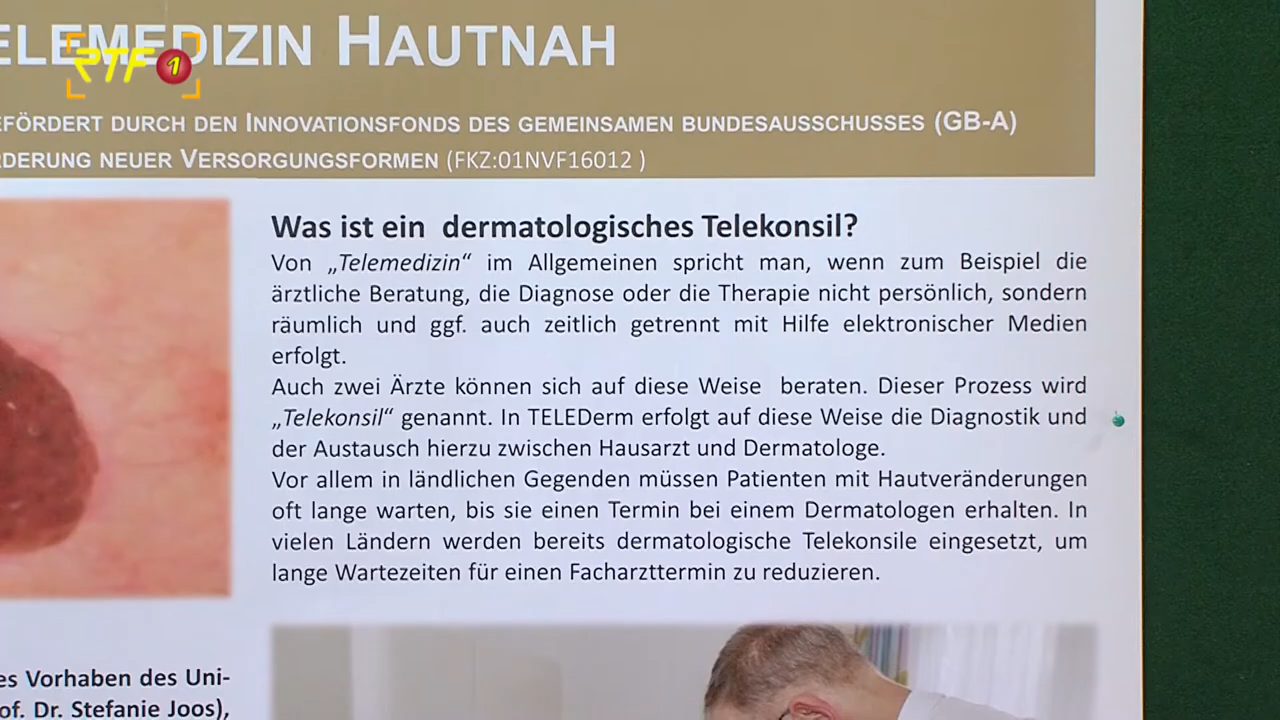 TELEMEDIZIN HAUTNAH
RTF 1
GEFÖRDERT DURCH DEN INNOVATIONSFONDS DES GEMEINSAMEN BUNDESAUSSCHUSSES (GB-A)
RDERUNG NEUER VERSORGUNGSFORMEN (FKZ:01NVF16012 )
Was ist ein dermatologisches Telekonsil?
Von „Telemedizin“ im Allgemeinen spricht man, wenn zum Beispiel die
ärztliche Beratung, die Diagnose oder die Therapie nicht persönlich, sondern
räumlich und ggf. auch zeitlich getrennt mit Hilfe elektronischer Medien
erfolgt.
Auch zwei Ärzte können sich auf diese Weise beraten. Dieser Prozess wird
„Telekonsil“ genannt. In TELEDerm erfolgt auf diese Weise die Diagnostik und
der Austausch hierzu zwischen Hausarzt und Dermatologe.
Vor allem in ländlichen Gegenden müssen Patienten mit Hautveränderungen
oft lange warten, bis sie einen Termin bei einem Dermatologen erhalten. In
vielen Ländern werden bereits dermatologische Telekonsile eingesetzt, um
lange Wartezeiten für einen Facharzttermin zu reduzieren.
es Vorhaben des Uni-
of. Dr. Stefanie Joos),